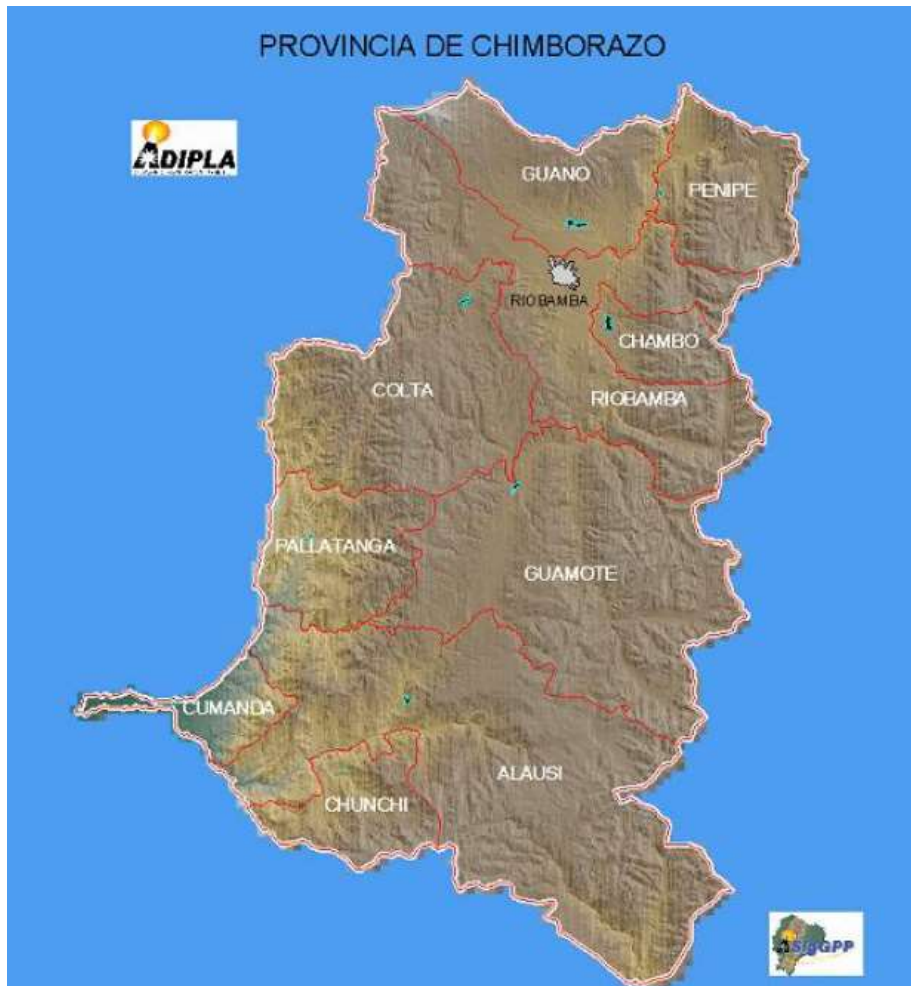 PROVINCIA DE CHIMBORAZO
ADIPLA
GUANO
PENIPE
RIOBAMBA
CHAMBO
COLTA
RIOBAMBA
PALLATANGA
GUAMOTE
CUMANDA
ALAUSI
CHUNCHI
SigGPP